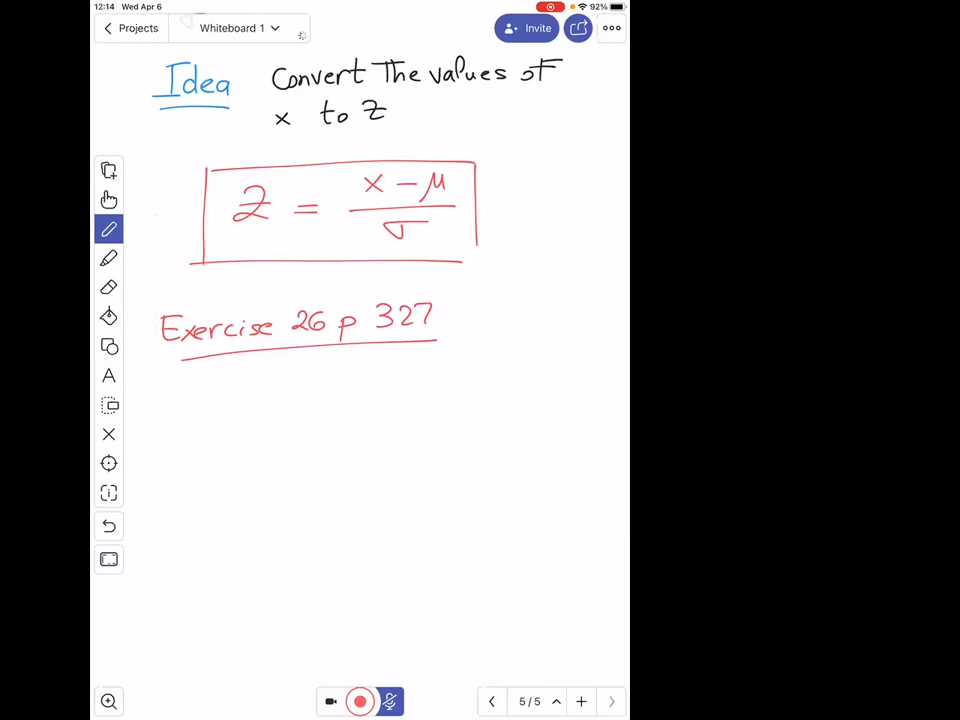 12:14 Wed Apr 6
92%
Projects
Whiteboard 1
Invite
Idea Convert The values of
x to Z
Z = x - μ / σ
Exercise 26 p 327
A
5/5